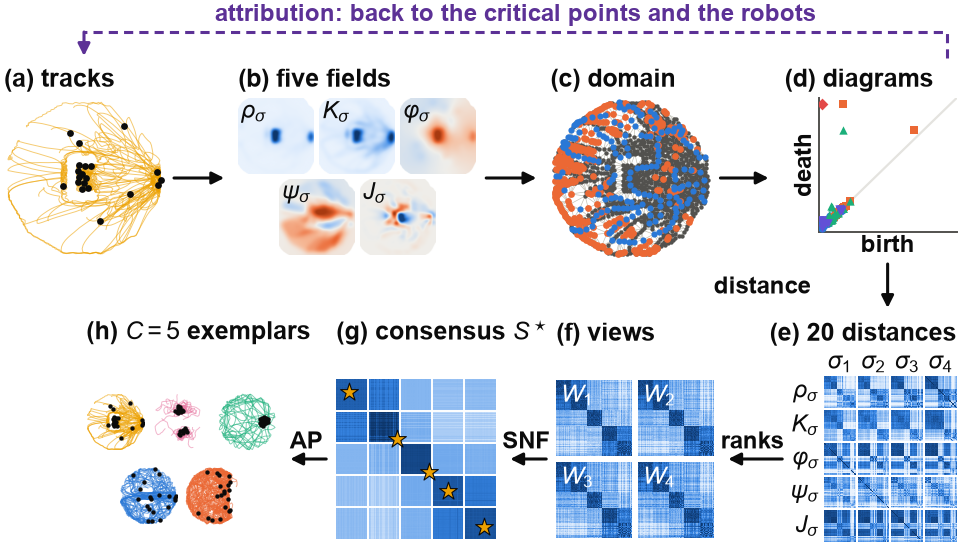 attribution: back to the critical points and the robots
(a) tracks
(b) five fields
(c) domain
(d) diagrams
ρσ
Kσ
φσ
ψσ
Jσ
death
birth
distance
(h) C = 5 exemplars
(g) consensus S⋆
(f) views
(e) 20 distances
σ1 σ2 σ3 σ4
ρσ
Kσ
φσ
ψσ
Jσ
W1
W2
W3
W4
AP
SNF
ranks